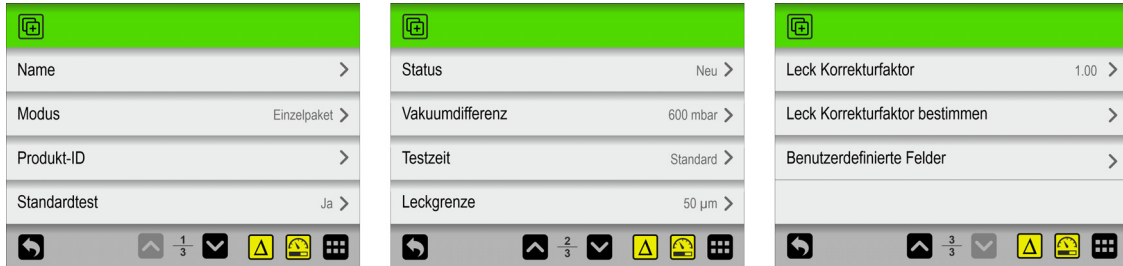 Name
Modus Einzelpaket
Produkt-ID
Standardtest Ja
1
3
Status Neu
Vakuumdifferenz 600 mbar
Testzeit Standard
Leckgrenze 50 µm
2
3
Leck Korrekturfaktor 1.00
Leck Korrekturfaktor bestimmen
Benutzerdefinierte Felder
3
3